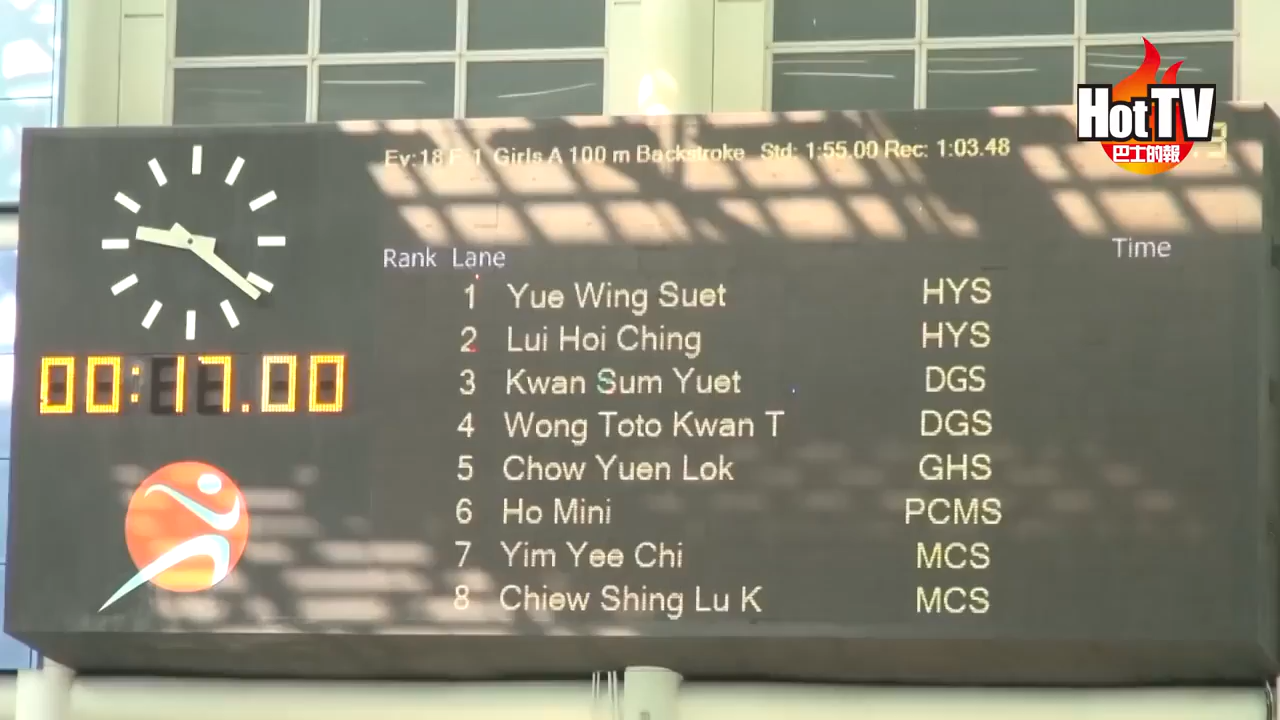 HotTV
巴士的報
Ev:18 F 1 Girls A 100 m Backstroke Std: 1:55.00 Rec: 1:03.48
Rank Lane Time
1 Yue Wing Suet HYS
2 Lui Hoi Ching HYS
3 Kwan Sum Yuet DGS
4 Wong Toto Kwan T DGS
5 Chow Yuen Lok GHS
6 Ho Mini PCMS
7 Yim Yee Chi MCS
8 Chiew Shing Lu K MCS
00:17.00